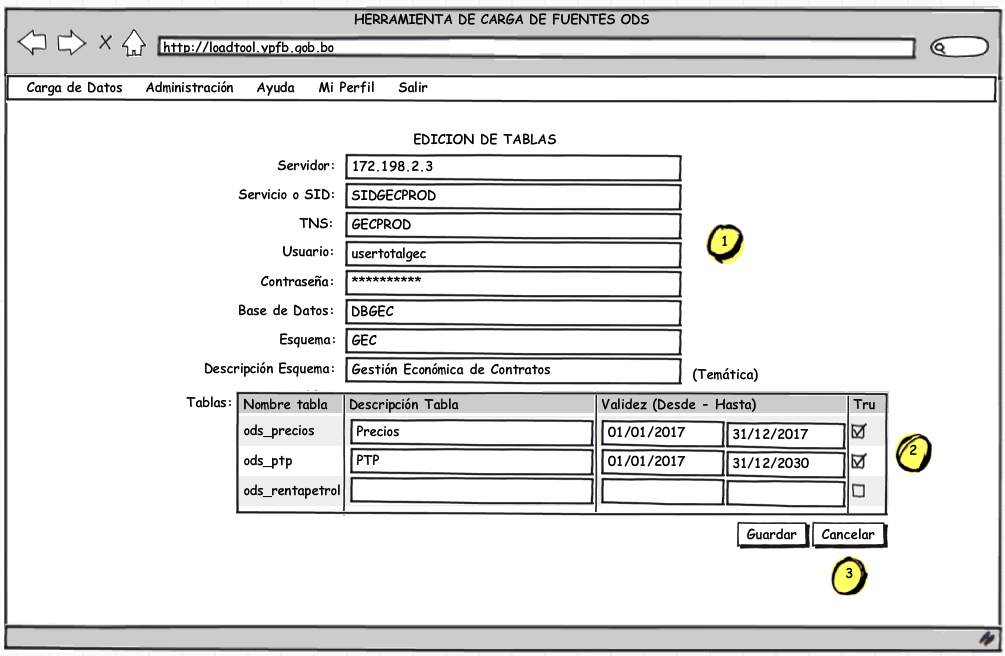 HERRAMIENTA DE CARGA DE FUENTES ODS
http://loadtool.ypfb.gob.bo
Carga de Datos Administración Ayuda Mi Perfil Salir
EDICION DE TABLAS
Servidor: 172.198.2.3
Servicio o SID: SIDGECPROD
TNS: GECPROD
1
Usuario: usertotalgec
Contraseña: **********
Base de Datos: DBGEC
Esquema: GEC
Descripción Esquema: Gestión Económica de Contratos (Temática)
Tablas: Nombre tabla Descripción Tabla Validez (Desde - Hasta) Tru
ods_precios Precios 01/01/2017 31/12/2017
2
ods_ptp PTP 01/01/2017 31/12/2030
ods_rentapetrol
Guardar Cancelar
3